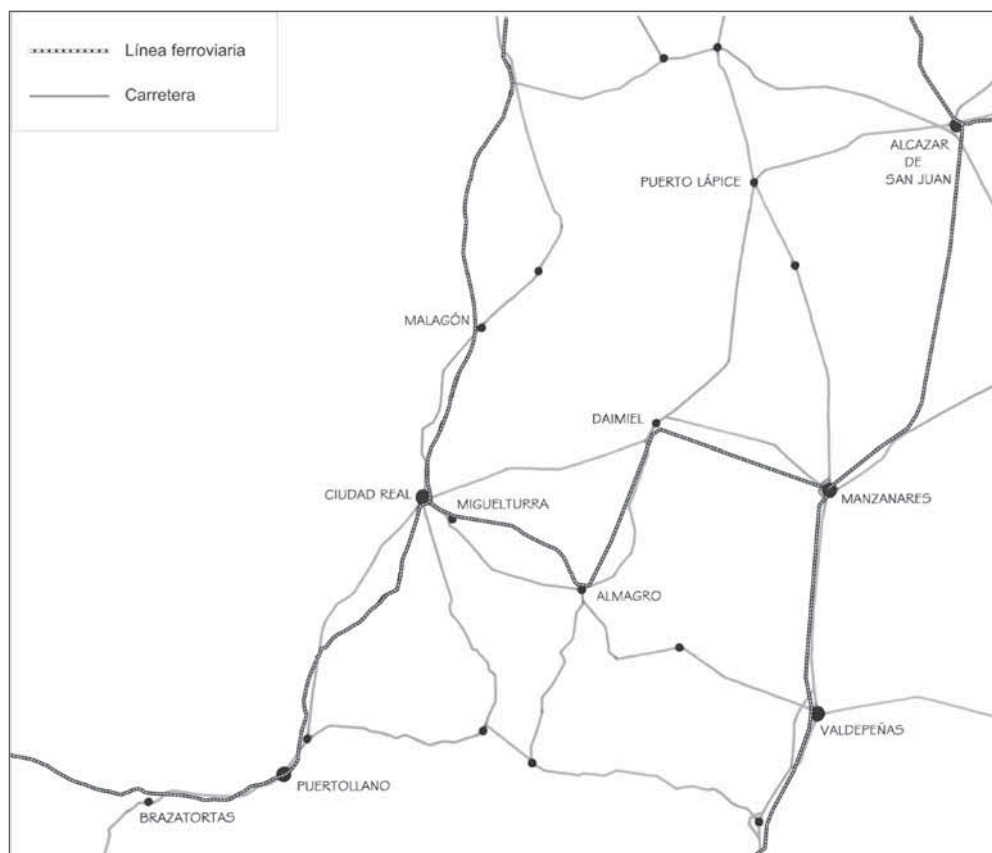 Línea ferroviaria
Carretera
ALCAZAR
DE
SAN JUAN
PUERTO LÁPICE
MALAGÓN
DAIMIEL
CIUDAD REAL
MIGUELTURRA
MANZANARES
ALMAGRO
VALDEPEÑAS
PUERTOLLANO
BRAZATORTAS